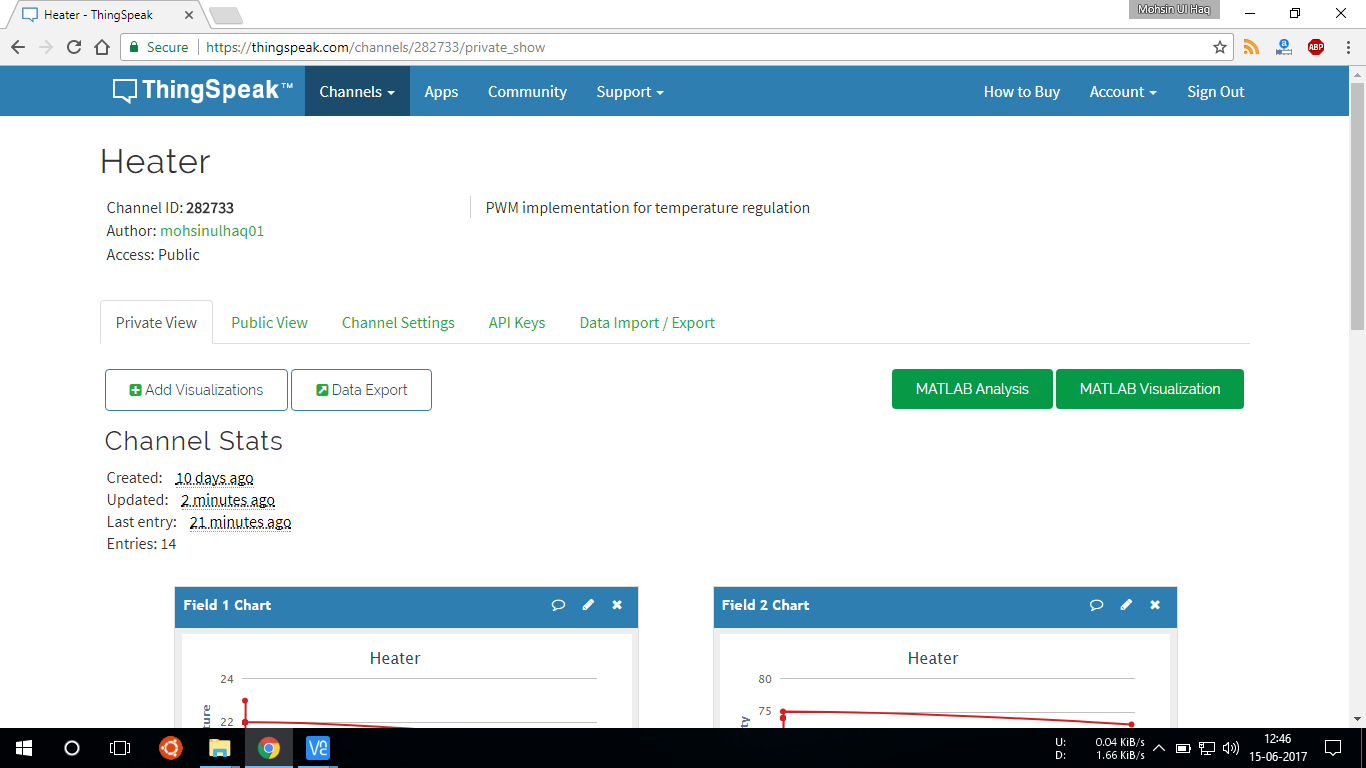 Heater - ThingSpeak
Mohsin Ul Haq
Secure https://thingspeak.com/channels/282733/private_show
ABP
ThingSpeak™ Channels Apps Community Support How to Buy Account Sign Out
Heater
Channel ID: 282733
PWM implementation for temperature regulation
Author: mohsinulhaq01
Access: Public
Private View Public View Channel Settings API Keys Data Import / Export
Add Visualizations Data Export MATLAB Analysis MATLAB Visualization
Channel Stats
Created: 10 days ago
Updated: 2 minutes ago
Last entry: 21 minutes ago
Entries: 14
Field 1 Chart
Heater
24
22
Field 2 Chart
Heater
80
75
U: 0.04 KiB/s
D: 1.66 KiB/s
12:46
15-06-2017